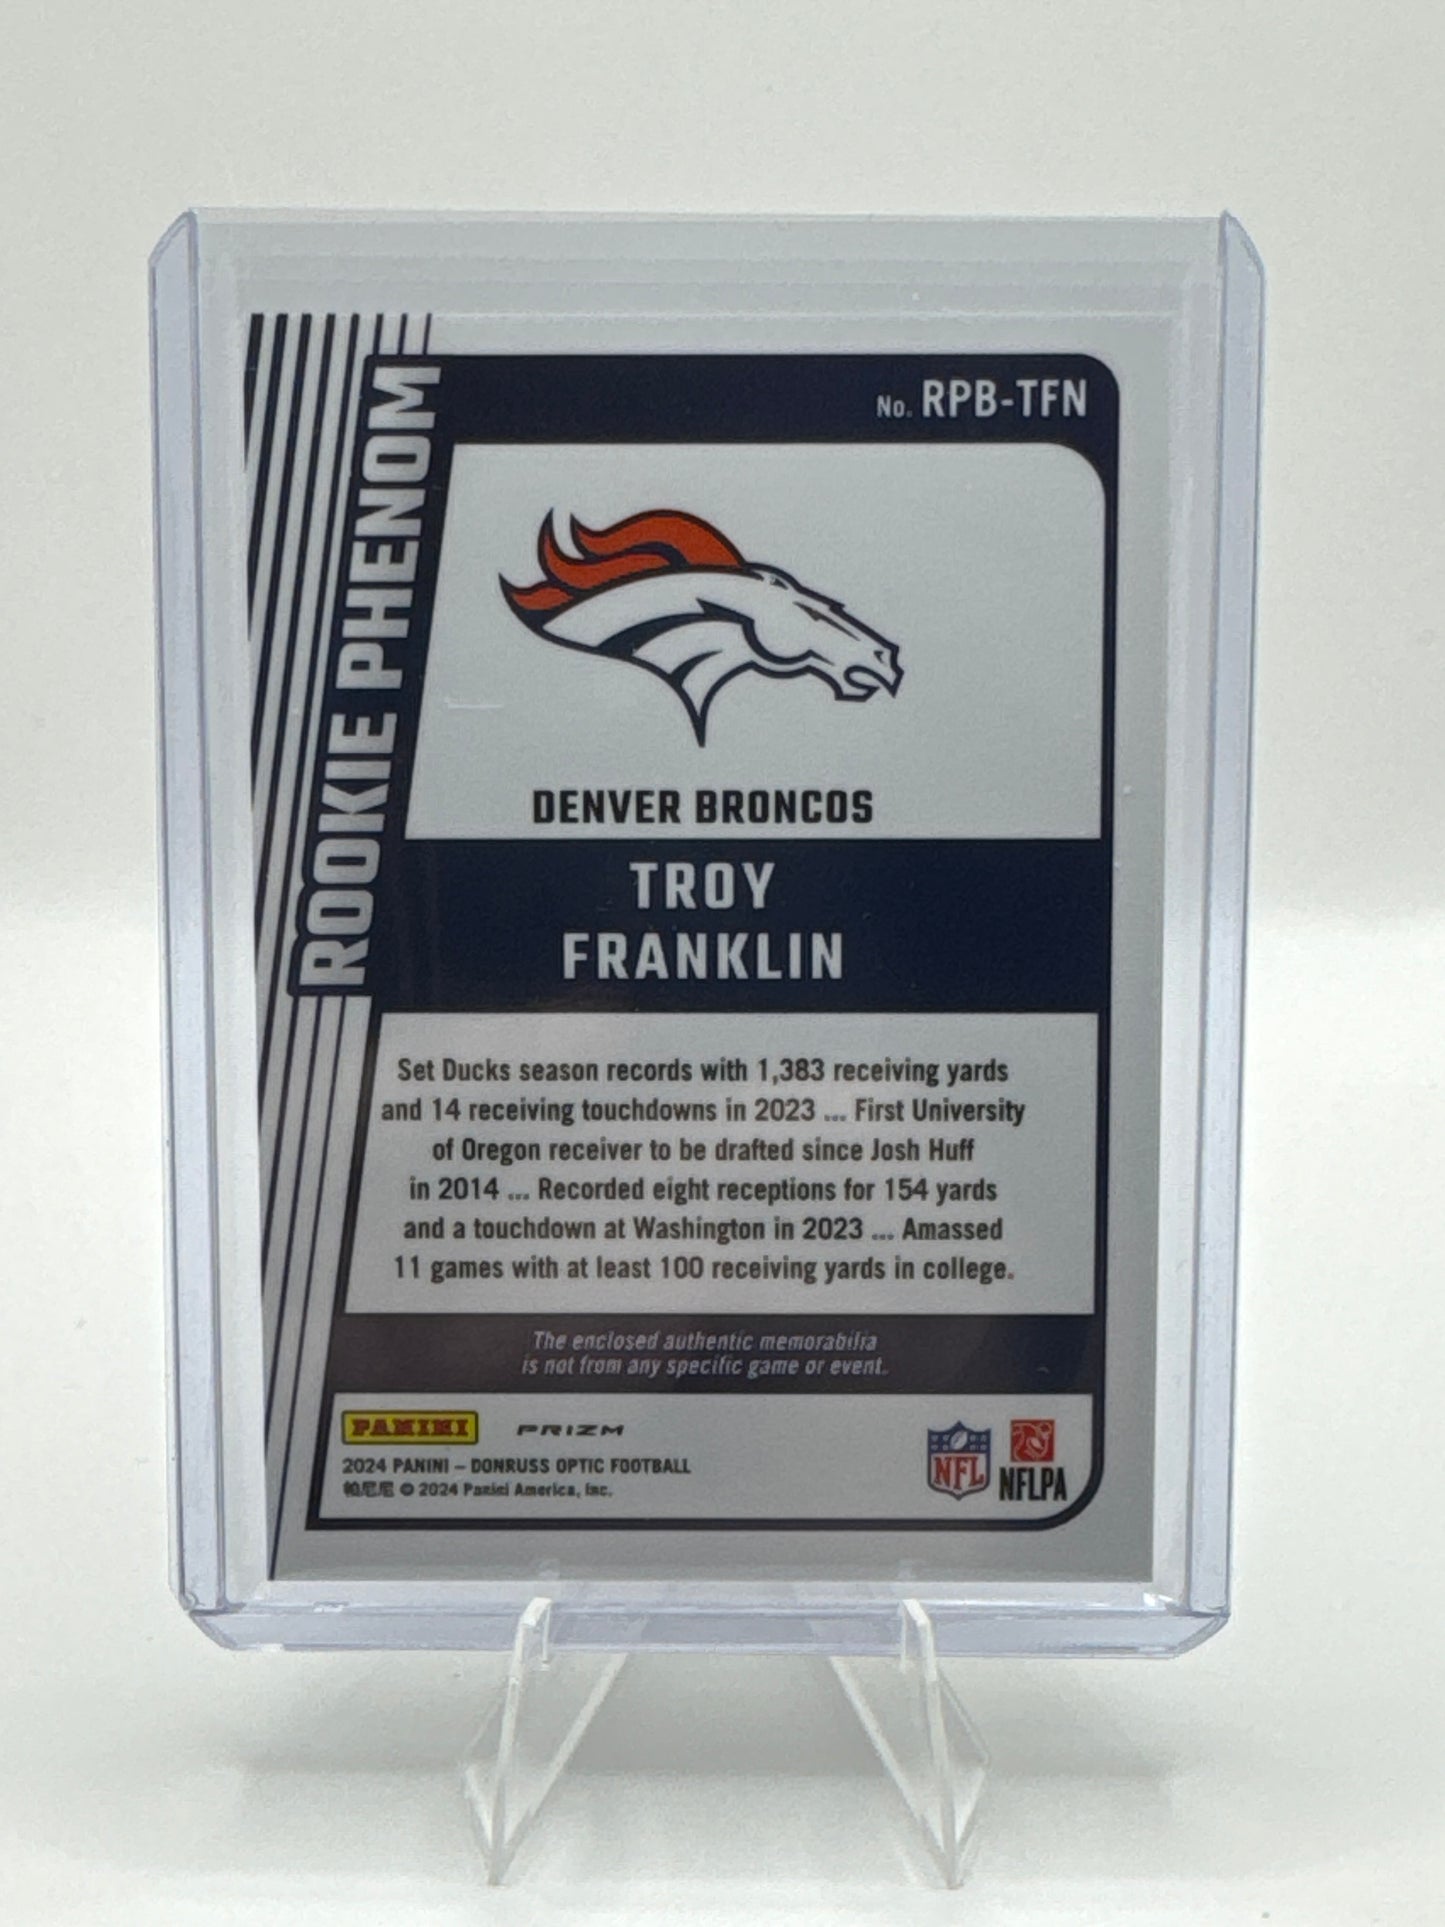 No. RPB-TFN
ROOKIE PHENOM
DENVER BRONCOS
TROY
FRANKLIN
Set Ducks season records with 1,383 receiving yards
and 14 receiving touchdowns in 2023 ... First University
of Oregon receiver to be drafted since Josh Huff
in 2014 ... Recorded eight receptions for 154 yards
and a touchdown at Washington in 2023 ... Amassed
11 games with at least 100 receiving yards in college.
The enclosed authentic memorabilia
is not from any specific game or event.
PANINI PRIZM
2024 PANINI – DONRUSS OPTIC FOOTBALL
帕尼尼 © 2024 Panini America, Inc.
NFL
NFLPA